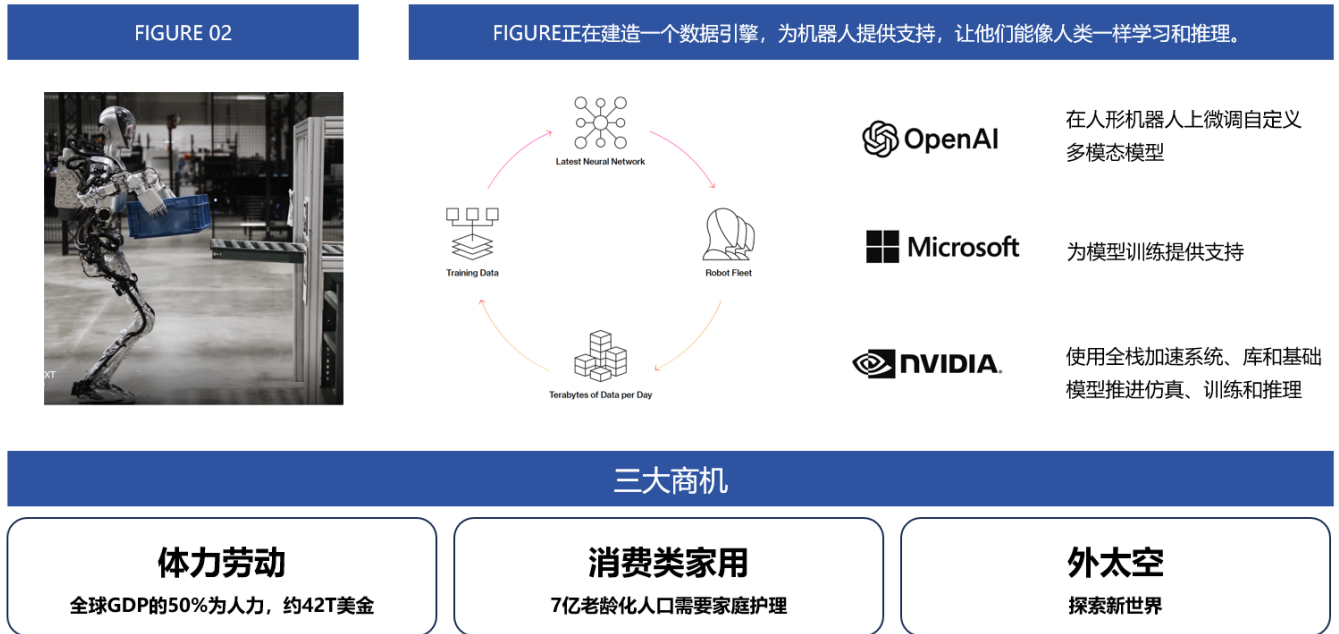 FIGURE 02
FIGURE正在建造一个数据引擎，为机器人提供支持，让他们能像人类一样学习和推理。
Latest Neural Network
Training Data
Robot Fleet
Terabytes of Data per Day
OpenAI
在人形机器人上微调自定义
多模态模型
Microsoft
为模型训练提供支持
NVIDIA.
使用全栈加速系统、库和基础
模型推进仿真、训练和推理
XT
三大商机
体力劳动
全球GDP的50%为人力，约42T美金
消费类家用
7亿老龄化人口需要家庭护理
外太空
探索新世界